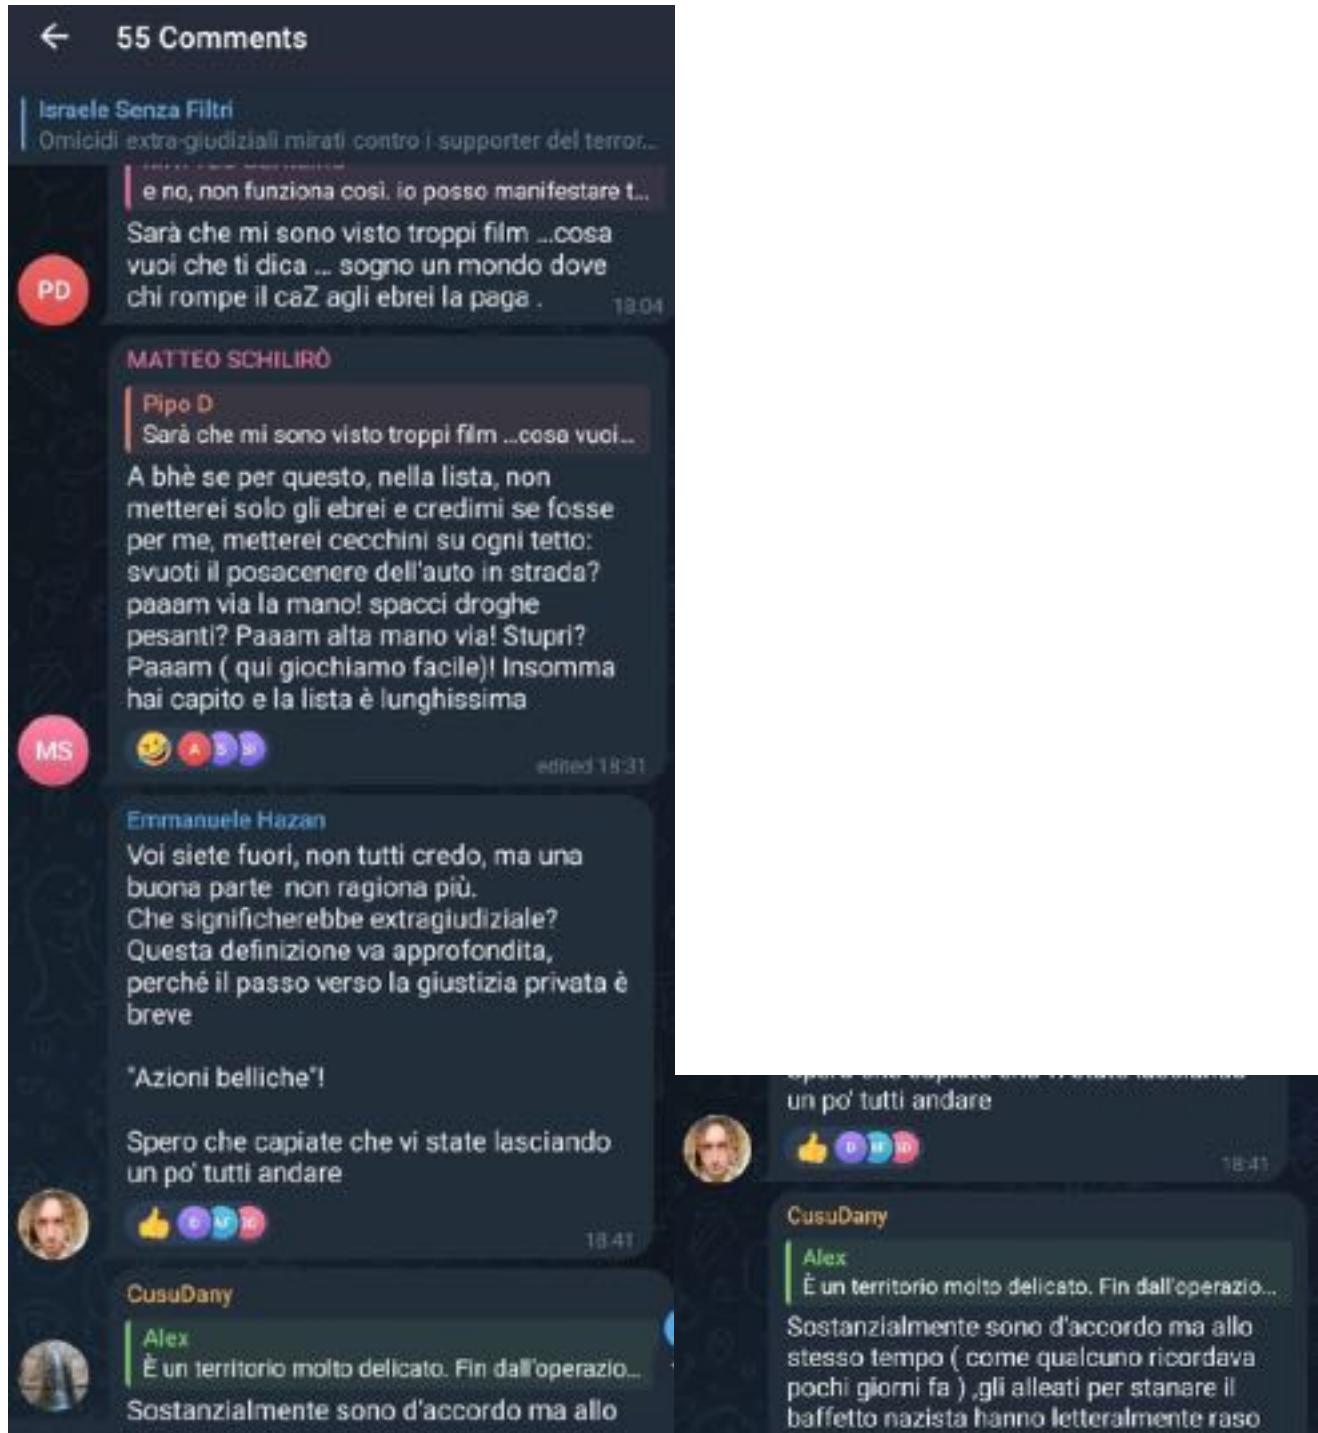 55 Comments
Israele Senza Filtri
Omicidi extra-giudiziali mirati contro i supporter del terror...
e no, non funziona così. io posso manifestare t...
Sarà che mi sono visto troppi film ...cosa
vuoi che ti dica ... sogno un mondo dove
chi rompe il caZ agli ebrei la paga .
18:04
PD
MATTEO SCHILIRÒ
Pipo D
Sarà che mi sono visto troppi film ...cosa vuoi...
A bhè se per questo, nella lista, non
metterei solo gli ebrei e credimi se fosse
per me, metterei cecchini su ogni tetto:
svuoti il posacenere dell'auto in strada?
paaam via la mano! spacci droghe
pesanti? Paaam alta mano via! Stupri?
Paaam ( qui giochiamo facile)! Insomma
hai capito e la lista è lunghissima
MS
edited 18:31
Emmanuele Hazan
Voi siete fuori, non tutti credo, ma una
buona parte non ragiona più.
Che significherebbe extragiudiziale?
Questa definizione va approfondita,
perché il passo verso la giustizia privata è
breve
"Azioni belliche"!
Spero che capiate che vi state lasciando
un po' tutti andare
18:41
CusuDany
Alex
È un territorio molto delicato. Fin dall'operazio...
Sostanzialmente sono d'accordo ma allo
un po' tutti andare
18:41
CusuDany
Alex
È un territorio molto delicato. Fin dall'operazio...
Sostanzialmente sono d'accordo ma allo
stesso tempo ( come qualcuno ricordava
pochi giorni fa ) ,gli alleati per stanare il
baffetto nazista hanno letteralmente raso